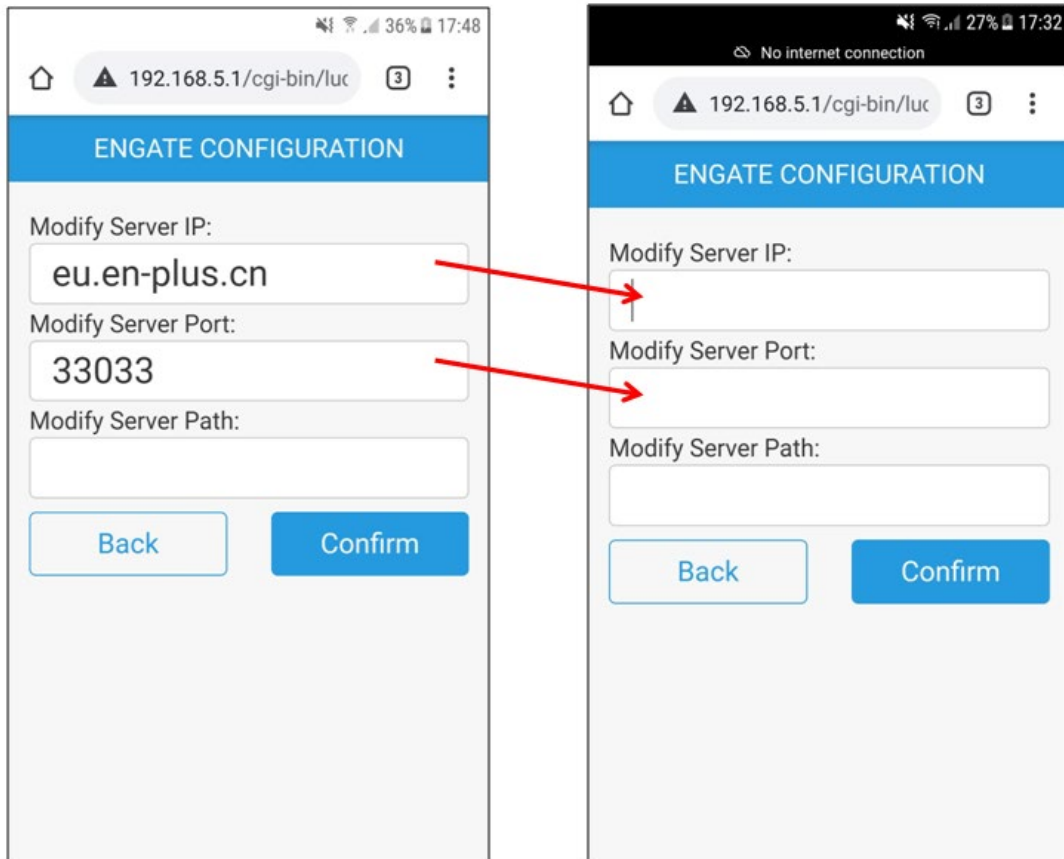 36% 17:48
192.168.5.1/cgi-bin/luc
3
ENGATE CONFIGURATION
Modify Server IP:
eu.en-plus.cn
Modify Server Port:
33033
Modify Server Path:
Back
Confirm
27% 17:32
No internet connection
192.168.5.1/cgi-bin/luc
3
ENGATE CONFIGURATION
Modify Server IP:
Modify Server Port:
Modify Server Path:
Back
Confirm